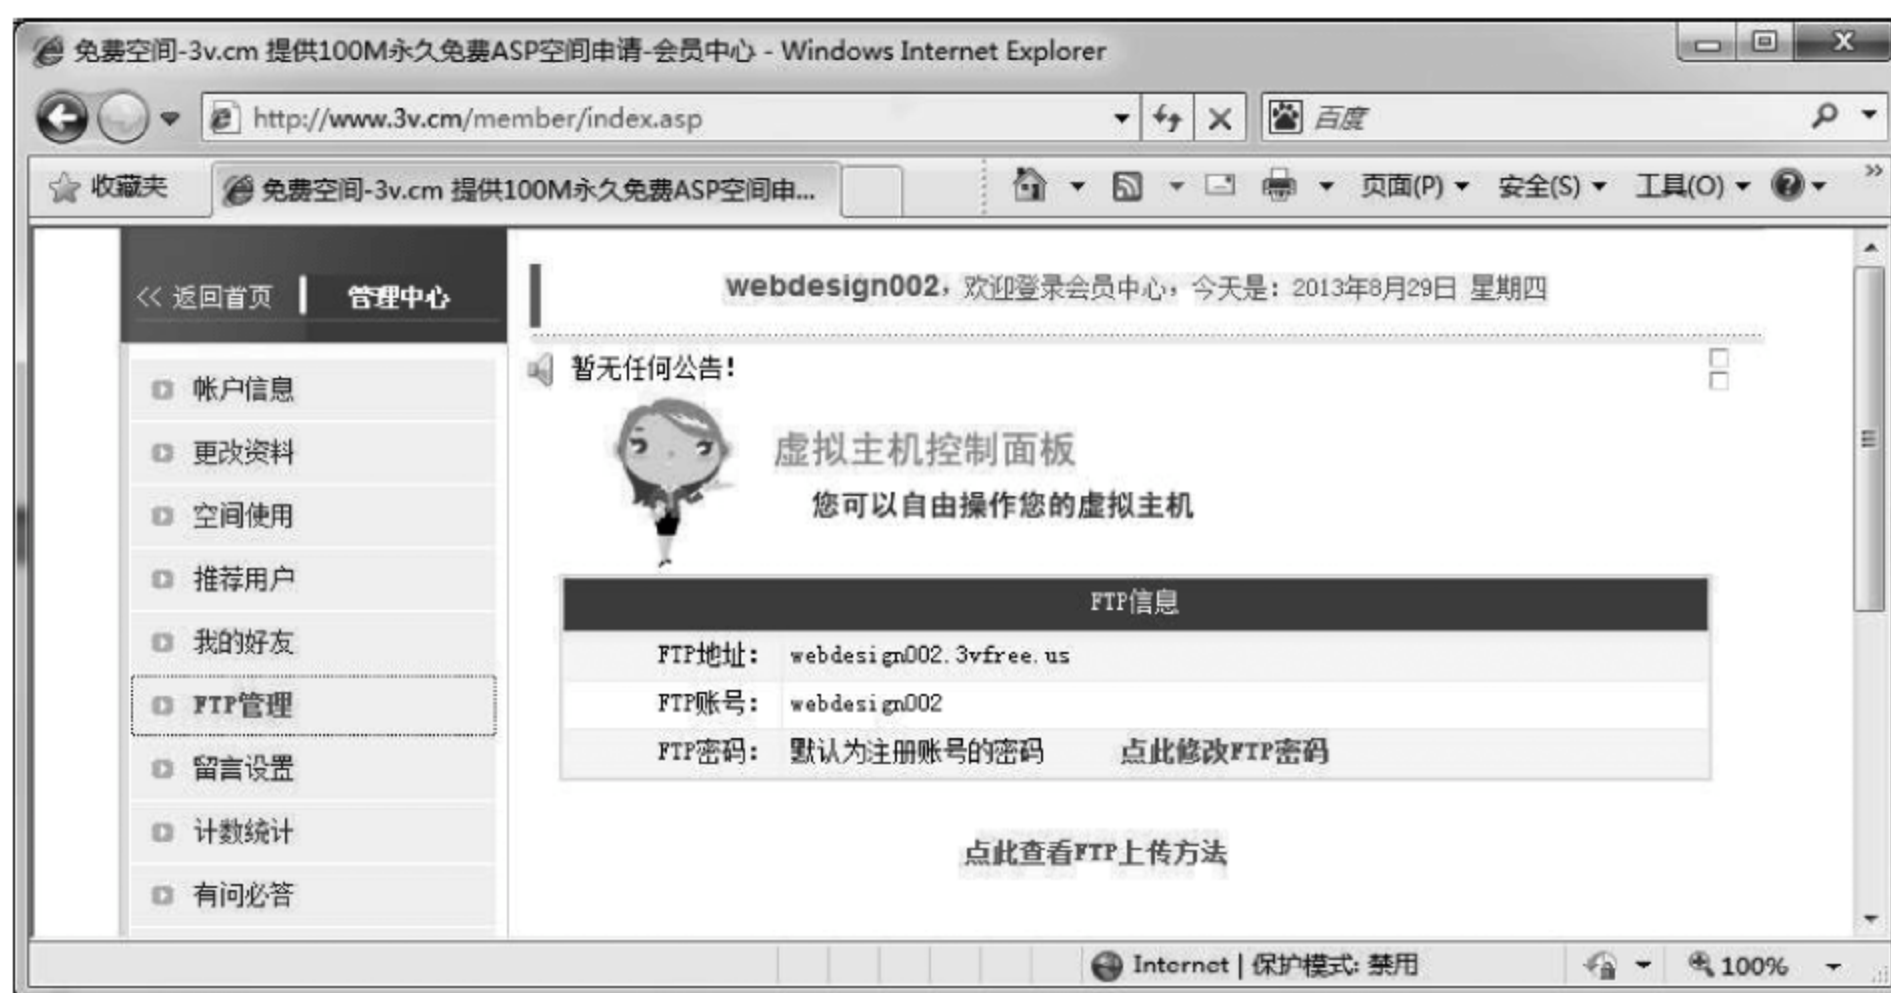 免费空间-3v.cm 提供100M永久免费ASP空间申请-会员中心 - Windows Internet Explorer
http://www.3v.cm/member/index.asp
百度
收藏夹
免费空间-3v.cm 提供100M永久免费ASP空间申...
页面(P)
安全(S)
工具(O)
<< 返回首页
管理中心
webdesign002，欢迎登录会员中心，今天是：2013年8月29日 星期四
暂无任何公告！
帐户信息
更改资料
空间使用
推荐用户
我的好友
FTP管理
留言设置
计数统计
有问必答
虚拟主机控制面板
您可以自由操作您的虚拟主机
FTP信息
FTP地址： webdesign002.3vfree.us
FTP账号： webdesign002
FTP密码： 默认为注册账号的密码 点此修改FTP密码
点此查看FTP上传方法
Internet | 保护模式: 禁用
100%